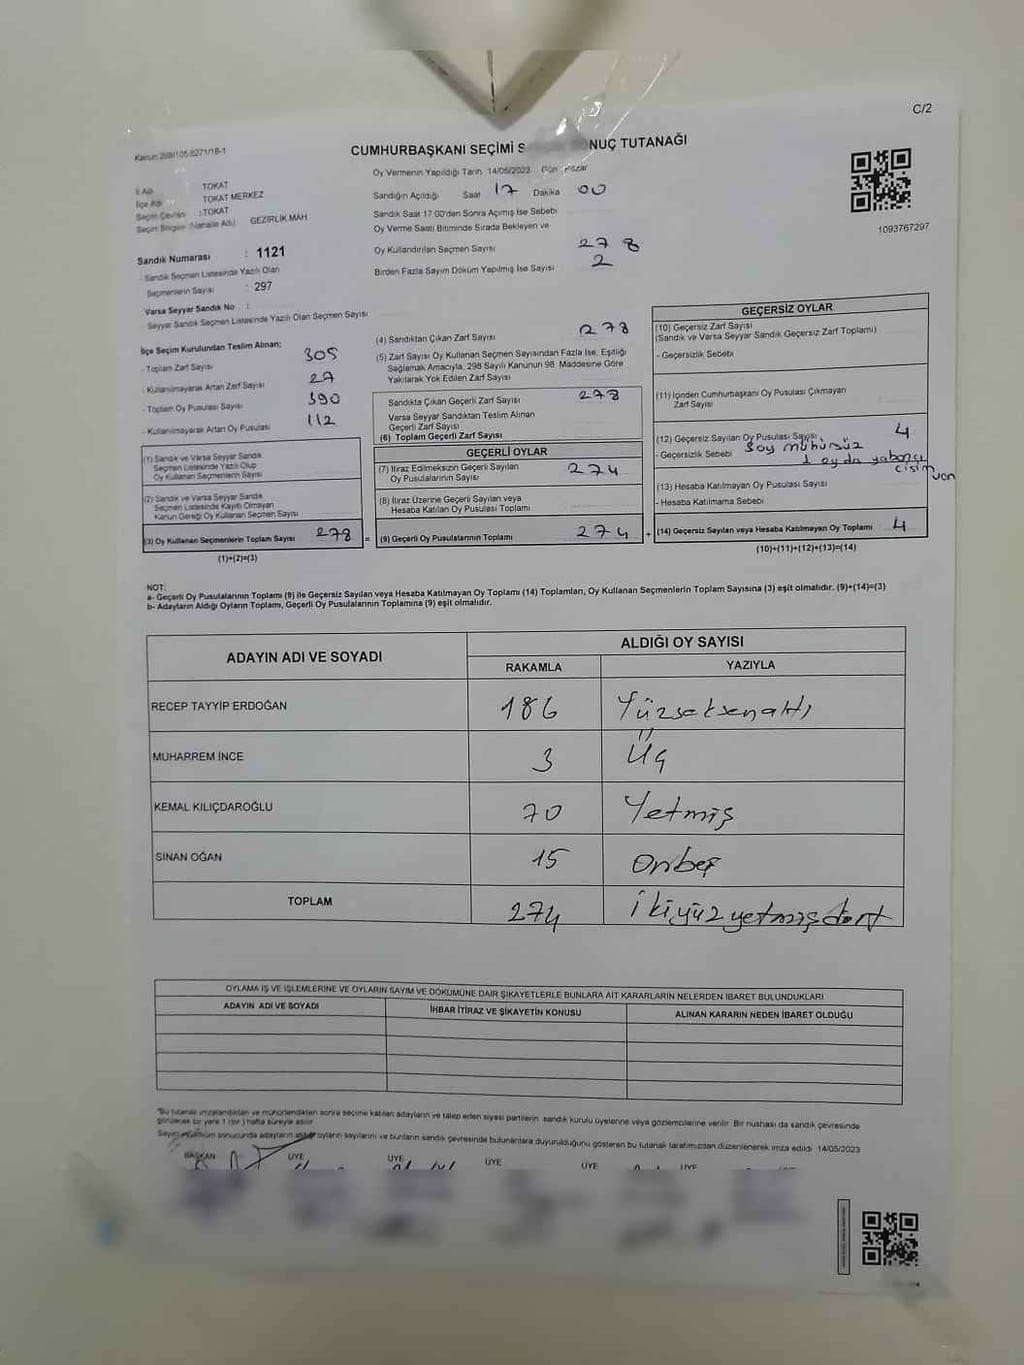 C/2
Kanun 298/105-6271/18-1
CUMHURBAŞKANI SEÇİMİ S NUÇ TUTANAĞI
Oy Vermenin Yapıldığı Tarih 14/05/2023 Gün Pazar
İl Adı TOKAT
İlçe Adı TOKAT MERKEZ
Seçim Çevresi :TOKAT
Seçim Bölgesi (Mahalle Adı) GEZİRLİK MAH
Sandığın Açıldığı Saat 17 Dakika 00
Sandık Saat 17.00'den Sonra Açımış İse Sebebi
Oy Verme Saati Bitiminde Sırada Bekleyen ve
Oy Kullandırılan Seçmen Sayısı 278
Birden Fazla Sayım Döküm Yapılmış İse Sayısı 2
1093767297
Sandık Numarası : 1121
- Sandık Seçmen Listesinde Yazılı Olan
Seçmenlerin Sayısı : 297
Varsa Seyyar Sandık No :
- Seyyar Sandık Seçmen Listesinde Yazılı Olan Seçmen Sayısı
İlçe Seçim Kurulundan Teslim Alınan:
- Toplam Zarf Sayısı 305
- Kullanılmayarak Artan Zarf Sayısı 27
- Toplam Oy Pusulası Sayısı 390
- Kullanılmayarak Artan Oy Pusulası 112
(1) Sandık ve Varsa Seyyar Sandık
Seçmen Listesinde Yazılı Olup
Oy Kullanan Seçmenlerin Sayısı
(2) Sandık ve Varsa Seyyar Sandık
Seçmen Listesinde Kayıtlı Olmayan
Kanun Gereği Oy Kullanan Seçmen Sayısı
(3) Oy Kullanan Seçmenlerin Toplam Sayısı 278 =
(1)+(2)=(3)
(4) Sandıktan Çıkan Zarf Sayısı 278
(5) Zarf Sayısı Oy Kullanan Seçmen Sayısından Fazla İse, Eşitliği
Sağlamak Amacıyla, 298 Sayılı Kanunun 98. Maddesine Göre
Yakılarak Yok Edilen Zarf Sayısı
Sandıkta Çıkan Geçerli Zarf Sayısı 278
Varsa Seyyar Sandıktan Teslim Alınan
Geçerli Zarf Sayısı
(6) Toplam Geçerli Zarf Sayısı
GEÇERLİ OYLAR
(7) İtiraz Edilmeksizin Geçerli Sayılan
Oy Pusulalarının Sayısı 274
(8) İtiraz Üzerine Geçerli Sayılan veya
Hesaba Katılan Oy Pusulası Toplamı
(9) Geçerli Oy Pusulalarının Toplamı 274 +
GEÇERSİZ OYLAR
(10) Geçersiz Zarf Sayısı
(Sandık ve Varsa Seyyar Sandık Geçersiz Zarf Toplamı)
- Geçersizlik Sebebi
(11) İçinden Cumhurbaşkanı Oy Pusulası Çıkmayan
Zarf Sayısı
(12) Geçersiz Sayılan Oy Pusulası Sayısı 4
- Geçersizlik Sebebi 3oy mühürsüz
1 oyda yabancı
cisim var
(13) Hesaba Katılmayan Oy Pusulası Sayısı
- Hesaba Katılmama Sebebi
(14) Geçersiz Sayılan veya Hesaba Katılmayan Oy Toplamı 4
(10)+(11)+(12)+(13)=(14)
NOT:
a- Geçerli Oy Pusulalarının Toplamı (9) ile Geçersiz Sayılan veya Hesaba Katılmayan Oy Toplamı (14) Toplamları, Oy Kullanan Seçmenlerin Toplam Sayısına (3) eşit olmalıdır. (9)+(14)=(3)
b- Adayların Aldığı Oyların Toplamı, Geçerli Oy Pusulalarının Toplamına (9) eşit olmalıdır.
ADAYIN ADI VE SOYADI
ALDIĞI OY SAYISI
RAKAMLA YAZIYLA
RECEP TAYYİP ERDOĞAN 186 Yüzseksenaltı
MUHARREM İNCE 3 Üç
KEMAL KILIÇDAROĞLU 70 Yetmiş
SİNAN OĞAN 15 Onbeş
TOPLAM 274 ikiyüzyetmişdört
OYLAMA İŞ VE İŞLEMLERİNE VE OYLARIN SAYIM VE DÖKÜMÜNE DAİR ŞİKAYETLERLE BUNLARA AİT KARARLARIN NELERDEN İBARET BULUNDUKLARI
ADAYIN ADI VE SOYADI İHBAR İTİRAZ VE ŞİKAYETİN KONUSU ALINAN KARARIN NEDEN İBARET OLDUĞU
"Bu tutanak imzalandıktan ve mühürlendikten sonra seçime katılan adayların ve talep eden siyasi partilerin sandık kurulu üyelerine veya gözlemcilerine verilir. Bir nüshası da sandık çevresinde
görülecek bir yere 1 (bir) hafta süreyle asılır.
Sayım döküm sonucunda adayların aldığı oyların sayılarını ve bunların sandık çevresinde bulunanlara duyurulduğunu gösteren bu tutanak tarafımızdan düzenlenerek imza edildi 14/05/2023
BAŞKAN ÜYE ÜYE ÜYE ÜYE ÜYE